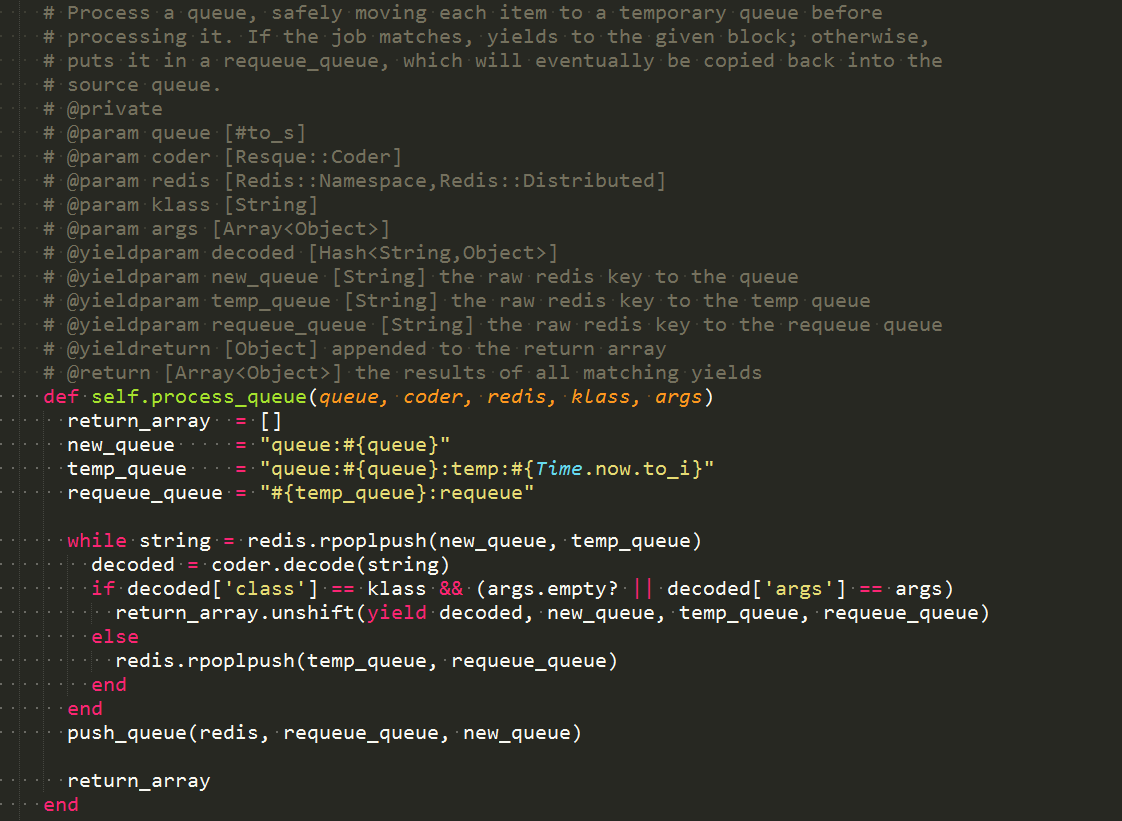 # Process a queue, safely moving each item to a temporary queue before
# processing it. If the job matches, yields to the given block; otherwise,
# puts it in a requeue_queue, which will eventually be copied back into the
# source queue.
# @private
# @param queue [#to_s]
# @param coder [Resque::Coder]
# @param redis [Redis::Namespace,Redis::Distributed]
# @param klass [String]
# @param args [Array<Object>]
# @yieldparam decoded [Hash<String,Object>]
# @yieldparam new_queue [String] the raw redis key to the queue
# @yieldparam temp_queue [String] the raw redis key to the temp queue
# @yieldparam requeue_queue [String] the raw redis key to the requeue queue
# @yieldreturn [Object] appended to the return array
# @return [Array<Object>] the results of all matching yields
def self.process_queue(queue, coder, redis, klass, args)
  return_array  = []
  new_queue     = "queue:#{queue}"
  temp_queue    = "queue:#{queue}:temp:#{Time.now.to_i}"
  requeue_queue = "#{temp_queue}:requeue"

  while string = redis.rpoplpush(new_queue, temp_queue)
    decoded = coder.decode(string)
    if decoded['class'] == klass && (args.empty? || decoded['args'] == args)
      return_array.unshift(yield decoded, new_queue, temp_queue, requeue_queue)
    else
      redis.rpoplpush(temp_queue, requeue_queue)
    end
  end
  push_queue(redis, requeue_queue, new_queue)

  return_array
end